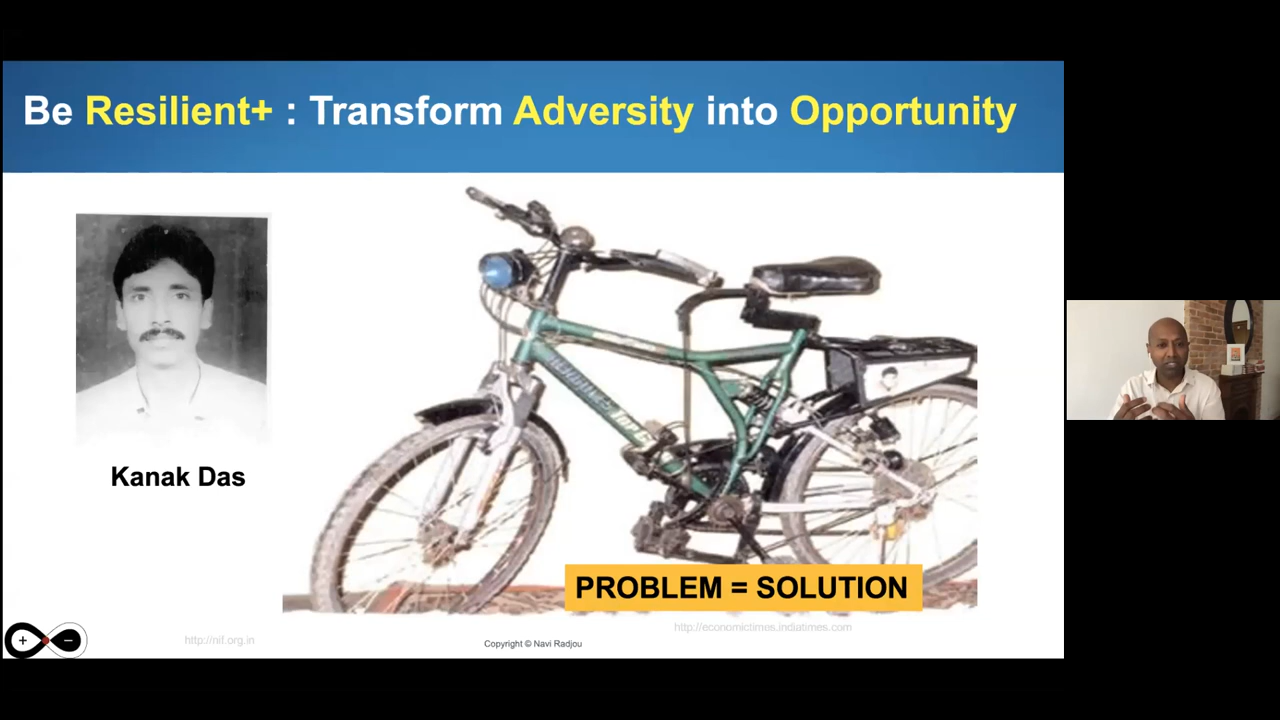 Be Resilient+ : Transform Adversity into Opportunity
Kanak Das
PROBLEM = SOLUTION
http://economictimes.indiatimes.com
http://nif.org.in
Copyright © Navi Radjou